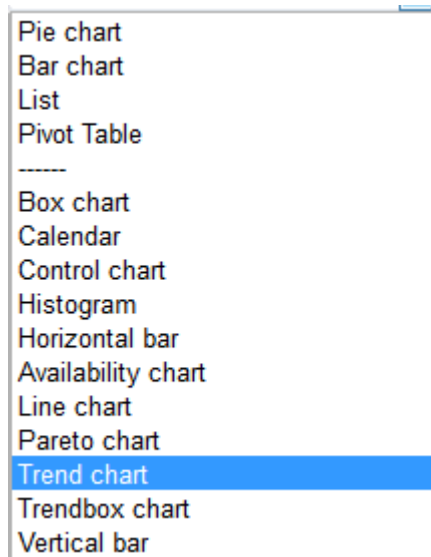 Pie chart
Bar chart
List
Pivot Table
------
Box chart
Calendar
Control chart
Histogram
Horizontal bar
Availability chart
Line chart
Pareto chart
Trend chart
Trendbox chart
Vertical bar